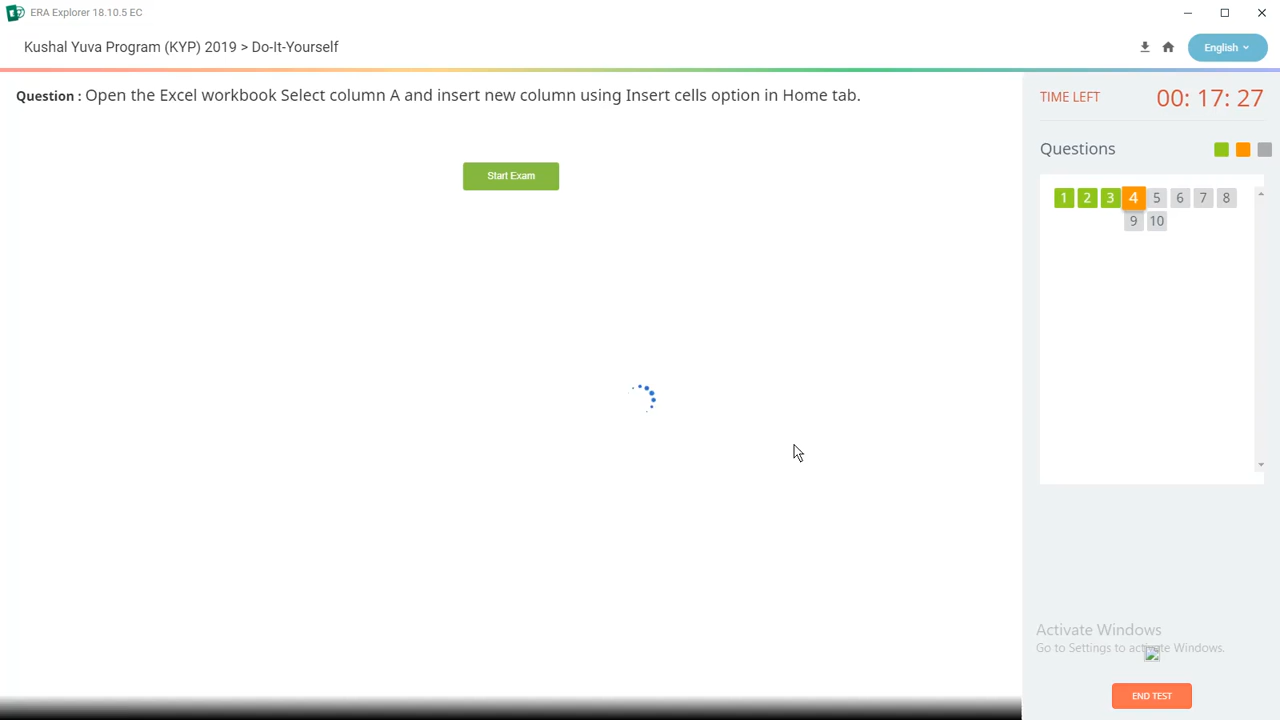 ERA Explorer 18.10.5 EC
Kushal Yuva Program (KYP) 2019 > Do-It-Yourself
English
Question : Open the Excel workbook Select column A and insert new column using Insert cells option in Home tab.
Start Exam
TIME LEFT 00: 17: 27
Questions
1 2 3 4 5 6 7 8
9 10
Activate Windows
Go to Settings to activate Windows.
END TEST